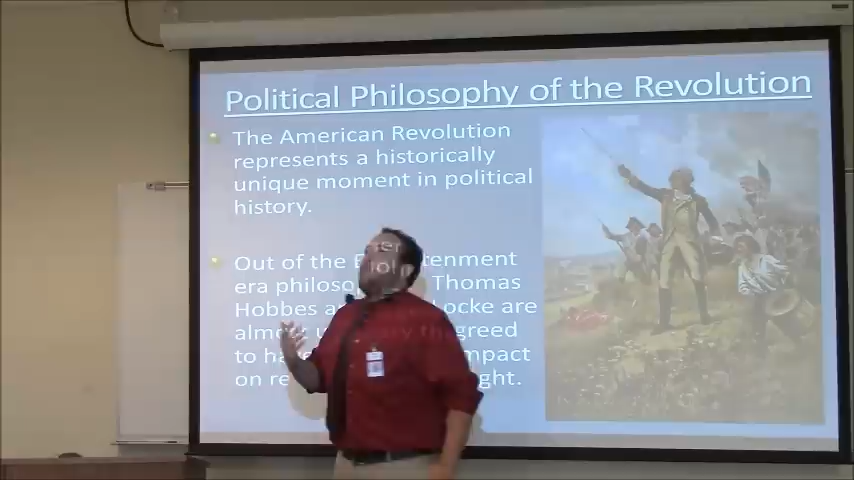 Political Philosophy of the Revolution
The American Revolution
represents a historically
unique moment in political
history.
Out of the E tenment
era philoso Thomas
Hobbes a Locke are
almo u y greed
to ha mpact
on re ght.